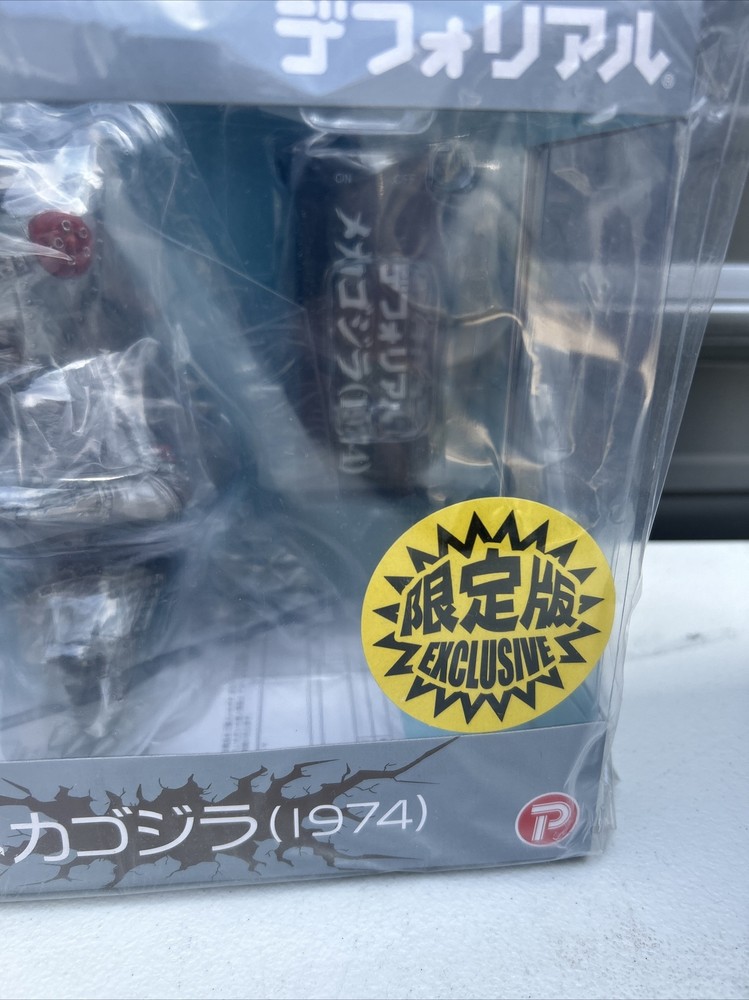 デフォリアル®
ON OFF
デフォリアル
メカゴジラ(1974)
限定版
EXCLUSIVE
メカゴジラ(1974)
P